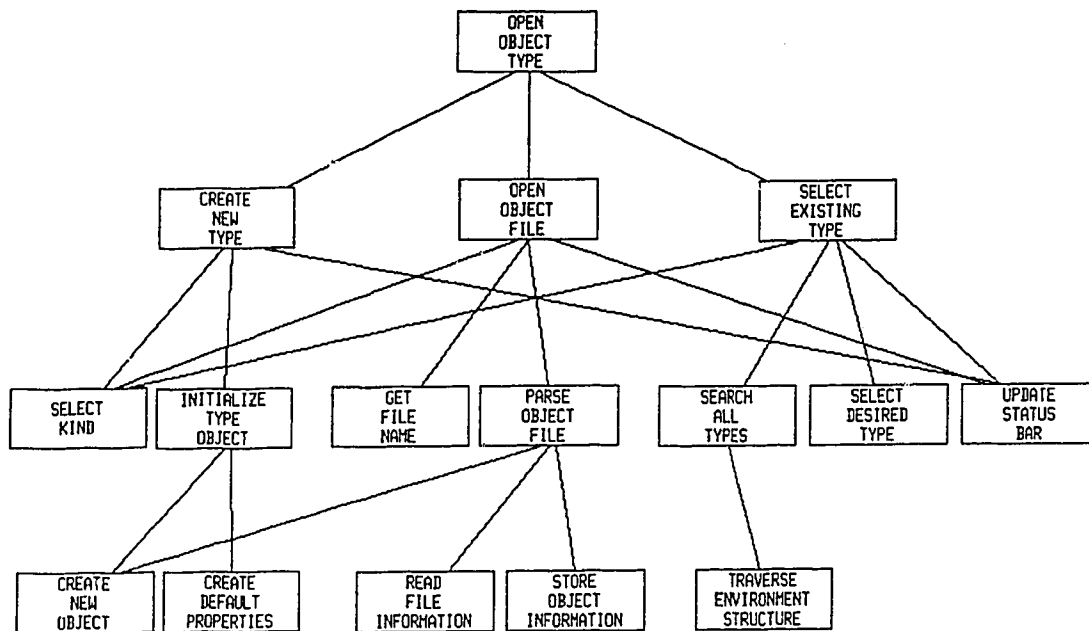 OPEN
OBJECT
TYPE
CREATE
NEW
TYPE
OPEN
OBJECT
FILE
SELECT
EXISTING
TYPE
SELECT
KIND
INITIALIZE
TYPE
OBJECT
GET
FILE
NAME
PARSE
OBJECT
FILE
SEARCH
ALL
TYPES
SELECT
DESIRED
TYPE
UPDATE
STATUS
BAR
CREATE
NEW
OBJECT
CREATE
DEFAULT
PROPERTIES
READ
FILE
INFORMATION
STORE
OBJECT
INFORMATION
TRAVERSE
ENVIRONMENT
STRUCTURE